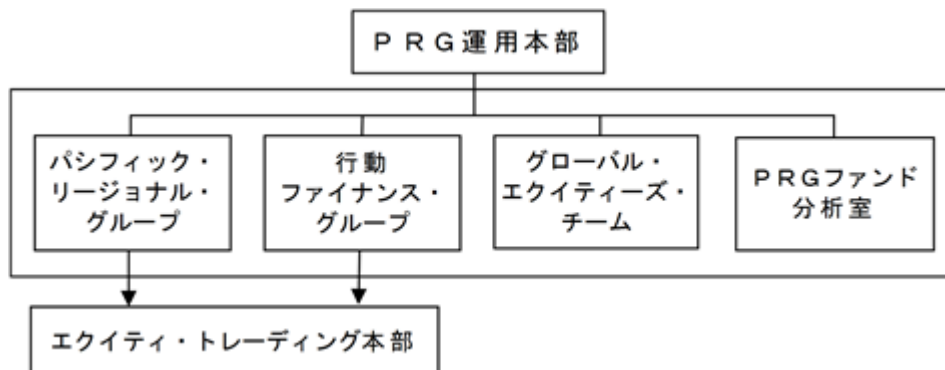 ＰＲＧ運用本部
パシフィック・
リージョナル・
グループ
行動
ファイナンス・
グループ
グローバル・
エクイティーズ・
チーム
ＰＲＧファンド
分析室
エクイティ・トレーディング本部